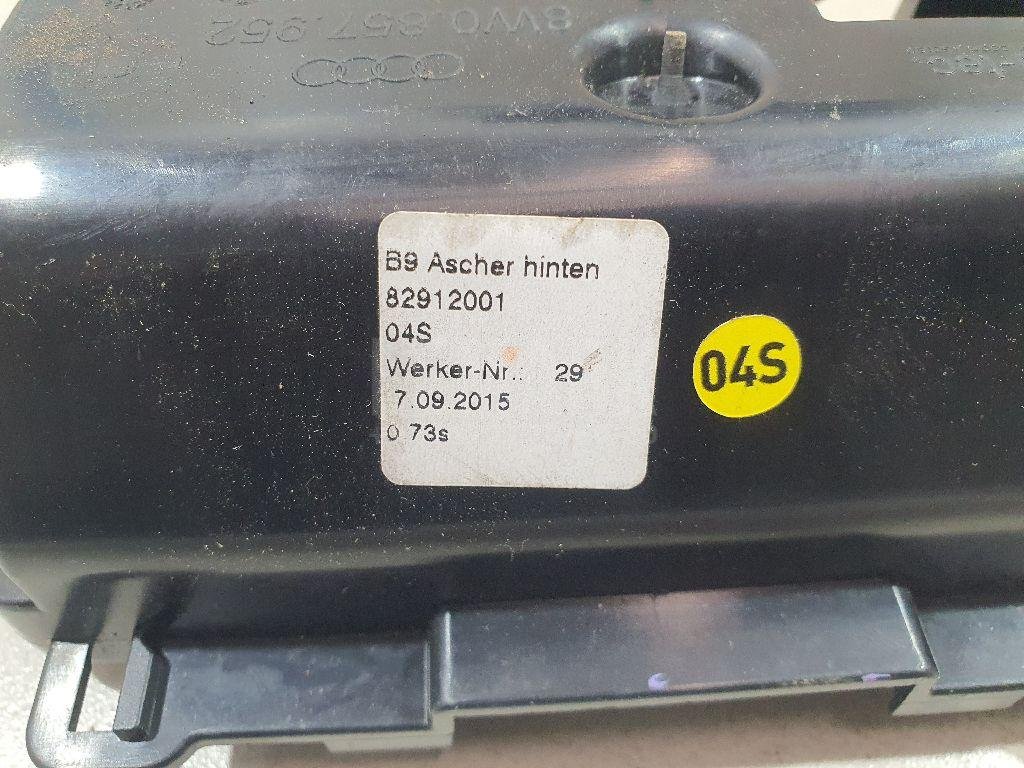 8W0.857.952
B9 Ascher hinten
82912001
04S
Werker-Nr.: 29
7.09.2015
0 73s
04S